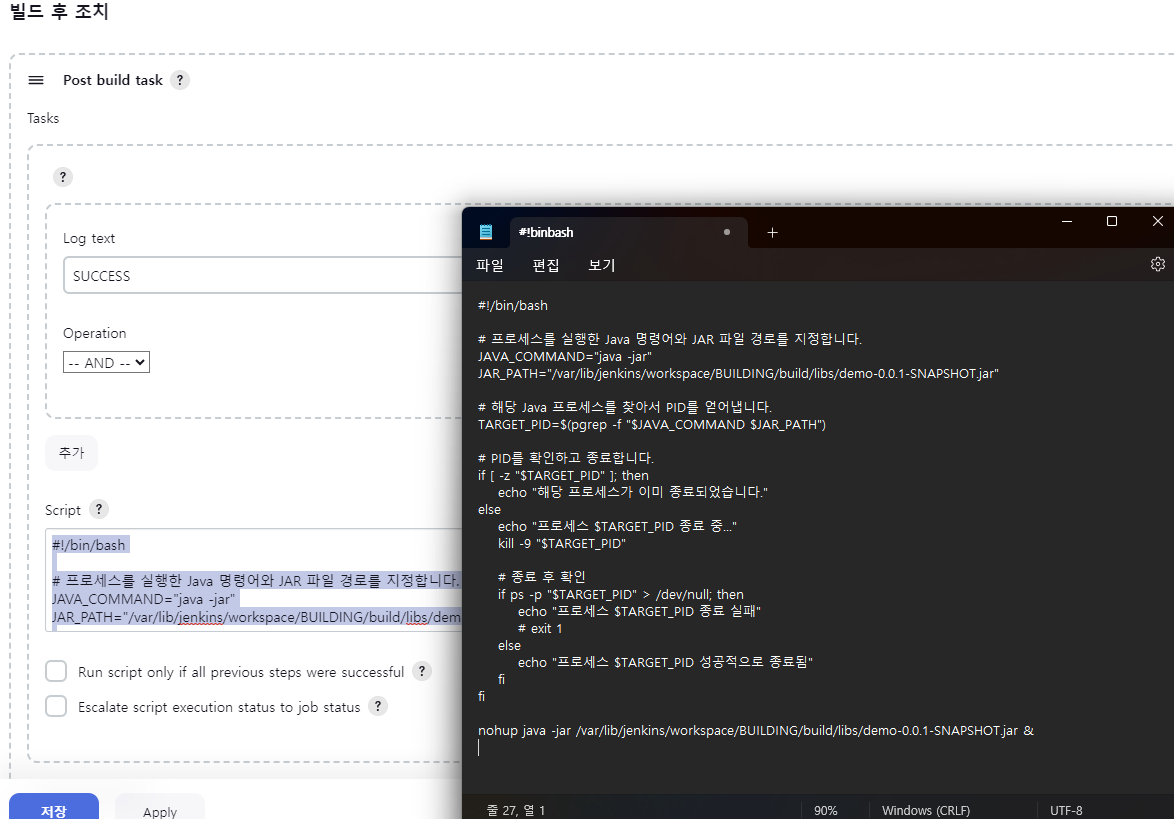 빌드 후 조치
Post build task ?
Tasks
?
Log text
SUCCESS
Operation
-- AND --
추가
Script ?
#!/bin/bash
# 프로세스를 실행한 Java 명령어와 JAR 파일 경로를 지정합니다.
JAVA_COMMAND="java -jar"
JAR_PATH="/var/lib/jenkins/workspace/BUILDING/build/libs/dem
Run script only if all previous steps were successful ?
Escalate script execution status to job status ?
저장 Apply
#!binbash
파일 편집 보기
#!/bin/bash
# 프로세스를 실행한 Java 명령어와 JAR 파일 경로를 지정합니다.
JAVA_COMMAND="java -jar"
JAR_PATH="/var/lib/jenkins/workspace/BUILDING/build/libs/demo-0.0.1-SNAPSHOT.jar"
# 해당 Java 프로세스를 찾아서 PID를 얻어냅니다.
TARGET_PID=$(pgrep -f "$JAVA_COMMAND $JAR_PATH")
# PID를 확인하고 종료합니다.
if [ -z "$TARGET_PID" ]; then
echo "해당 프로세스가 이미 종료되었습니다."
else
echo "프로세스 $TARGET_PID 종료 중..."
kill -9 "$TARGET_PID"
# 종료 후 확인
if ps -p "$TARGET_PID" > /dev/null; then
echo "프로세스 $TARGET_PID 종료 실패"
# exit 1
else
echo "프로세스 $TARGET_PID 성공적으로 종료됨"
fi
fi
nohup java -jar /var/lib/jenkins/workspace/BUILDING/build/libs/demo-0.0.1-SNAPSHOT.jar &
줄 27, 열 1 90% Windows (CRLF) UTF-8